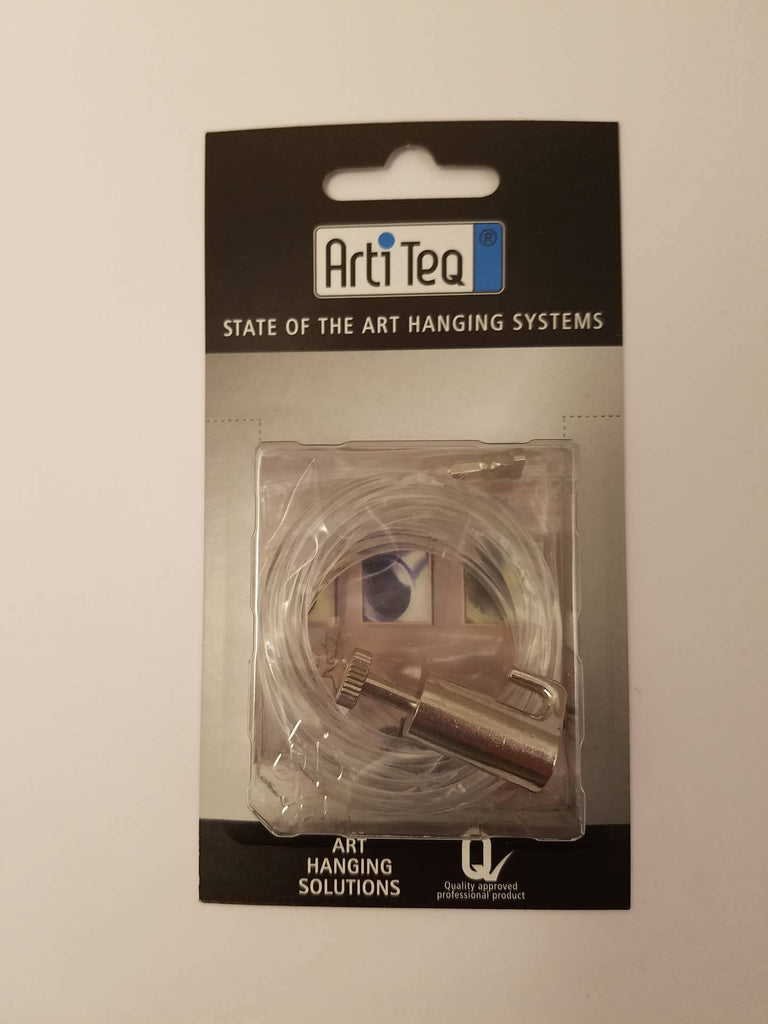 Arti Teq ®
STATE OF THE ART HANGING SYSTEMS
ART
HANGING
SOLUTIONS
Q
Quality approved
professional product